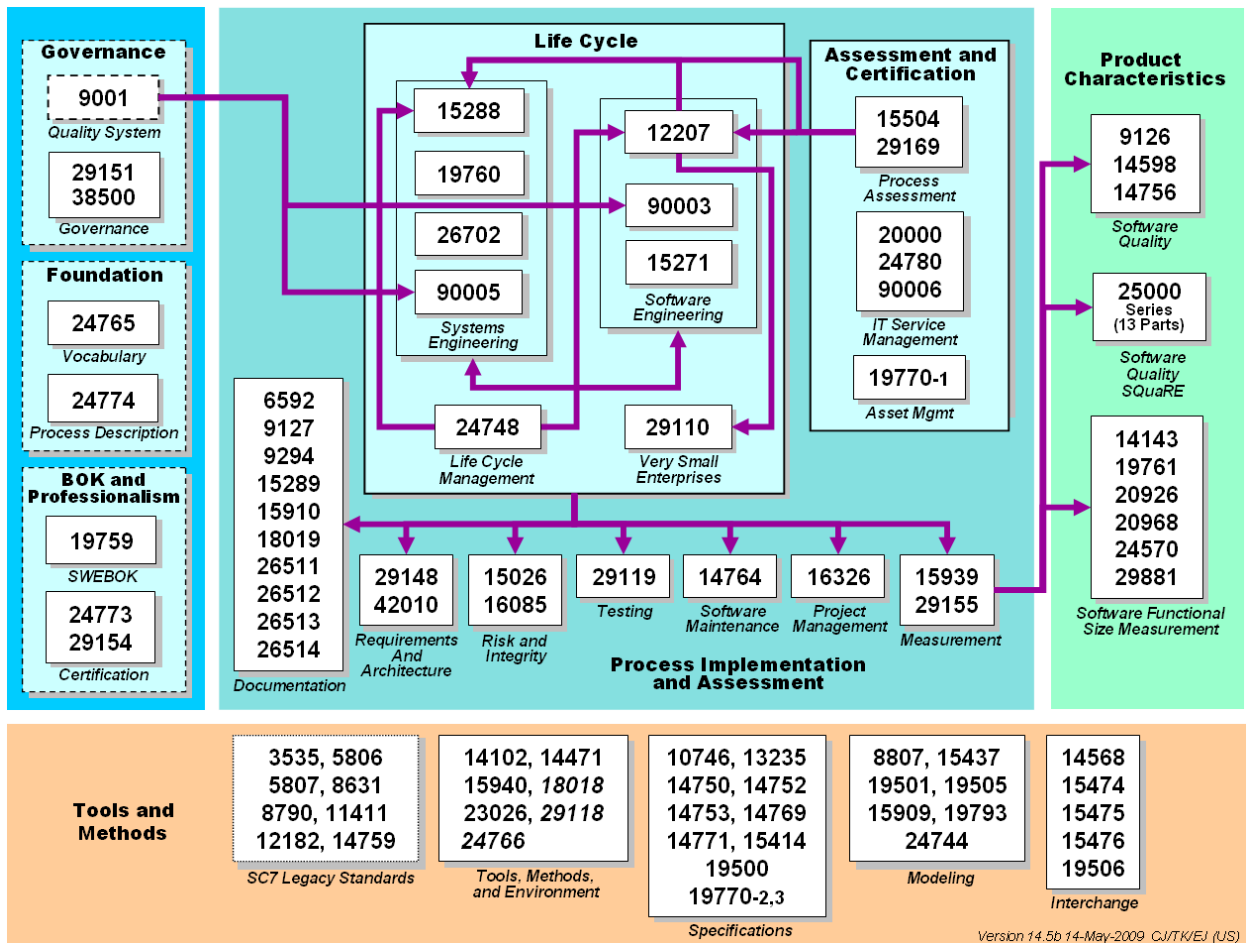 Governance
9001
Quality System
29151
38500
Governance
Foundation
24765
Vocabulary
24774
Process Description
BOK and
Professionalism
19759
SWEBOK
24773
29154
Certification
Life Cycle
15288
19760
26702
90005
Systems
Engineering
12207
90003
15271
Software
Engineering
24748
Life Cycle
Management
29110
Very Small
Enterprises
Assessment and
Certification
15504
29169
Process
Assessment
20000
24780
90006
IT Service
Management
19770-1
Asset Mgmt
6592
9127
9294
15289
15910
18019
26511
26512
26513
26514
Documentation
29148
42010
Requirements
And
Architecture
15026
16085
Risk and
Integrity
29119
Testing
14764
Software
Maintenance
16326
Project
Management
15939
29155
Measurement
Process Implementation
and Assessment
Product
Characteristics
9126
14598
14756
Software
Quality
25000
Series
(13 Parts)
Software
Quality
SQuaRE
14143
19761
20926
20968
24570
29881
Software Functional
Size Measurement
Tools and
Methods
3535, 5806
5807, 8631
8790, 11411
12182, 14759
SC7 Legacy Standards
14102, 14471
15940, 18018
23026, 29118
24766
Tools, Methods,
and Environment
10746, 13235
14750, 14752
14753, 14769
14771, 15414
19500
19770-2,3
Specifications
8807, 15437
19501, 19505
15909, 19793
24744
Modeling
14568
15474
15475
15476
19506
Interchange
Version 14.5b 14-May-2009 CJ/TK/EJ (US)